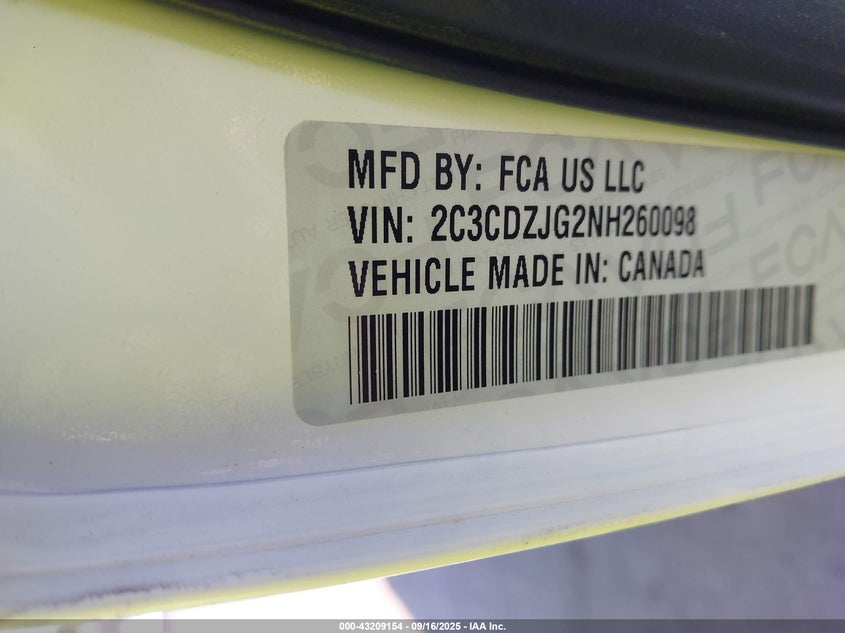 MFD BY: FCA US LLC
VIN: 2C3CDZJG2NH260098
VEHICLE MADE IN: CANADA
000-43209154 - 09/16/2025 - IAA Inc.